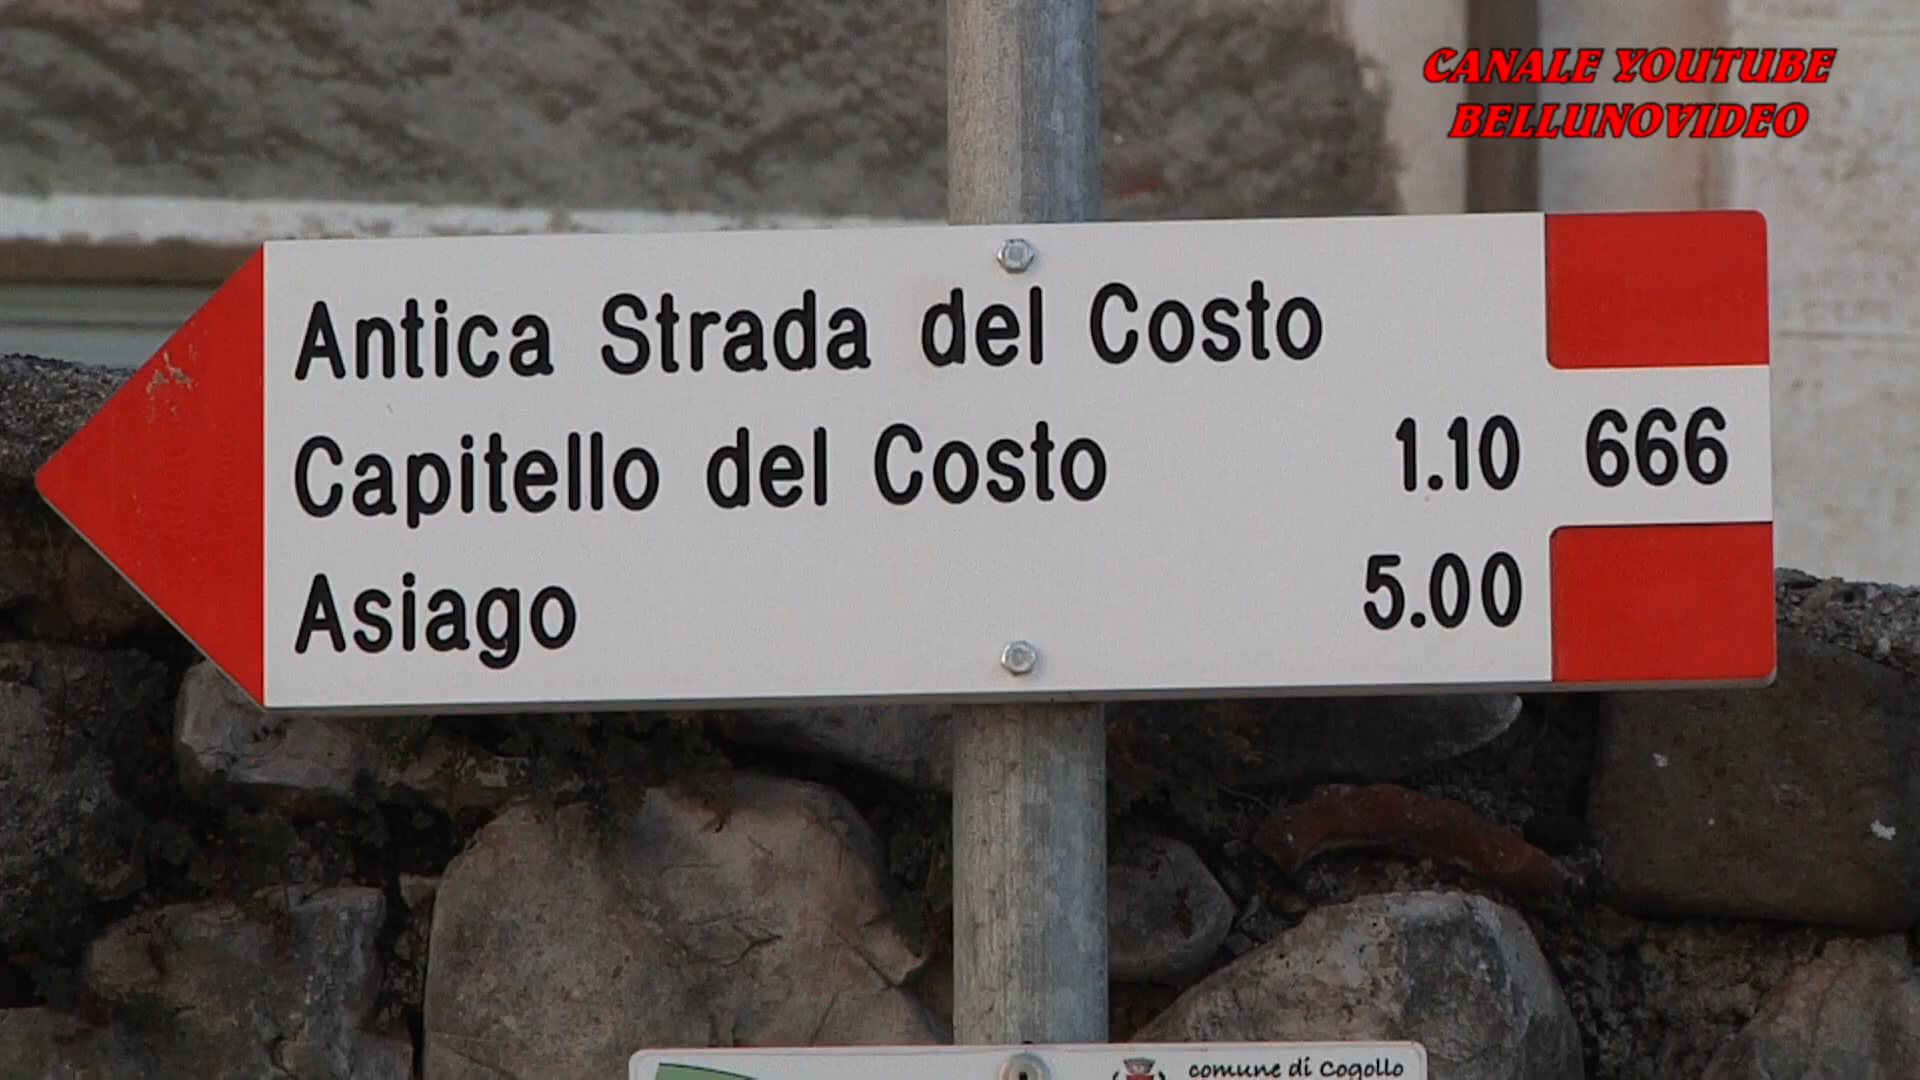 CANALE YOUTUBE
BELLUNOVIDEO
Antica Strada del Costo
Capitello del Costo 1.10 666
Asiago 5.00
comune di Cogollo